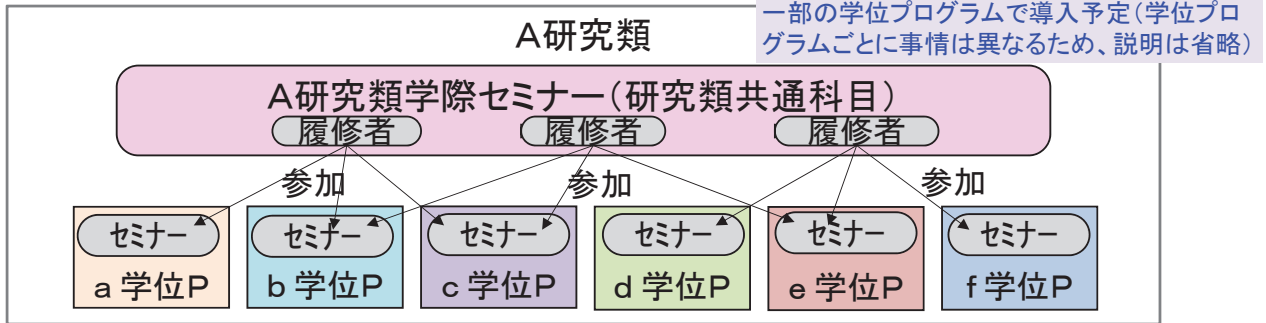 一部の学位プログラムで導入予定(学位プロ
グラムごとに事情は異なるため、説明は省略)
A研究類
A研究類学際セミナー(研究類共通科目)
履修者 履修者 履修者
参加 参加 参加
セミナー セミナー セミナー セミナー セミナー セミナー
a 学位P b 学位P c 学位P d 学位P e 学位P f 学位P